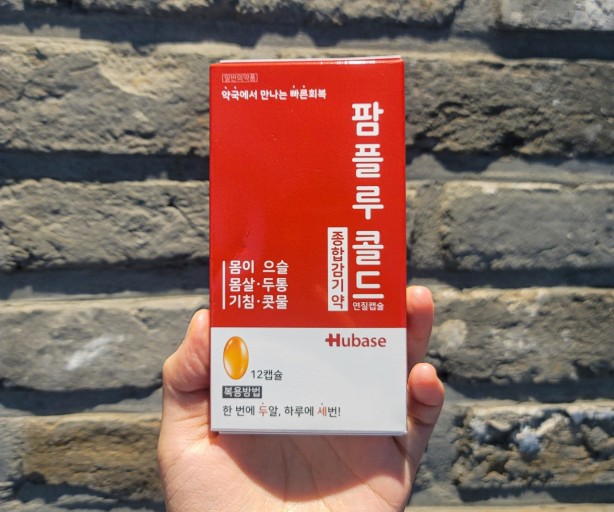 일반의약품
약국에서 만나는 빠른회복
팜플루콜드
종합감기약
연질캡슐
몸이 으슬
몸살·두통
기침·콧물
Hubase
12캡슐
복용방법
한 번에 두알, 하루에 세번!